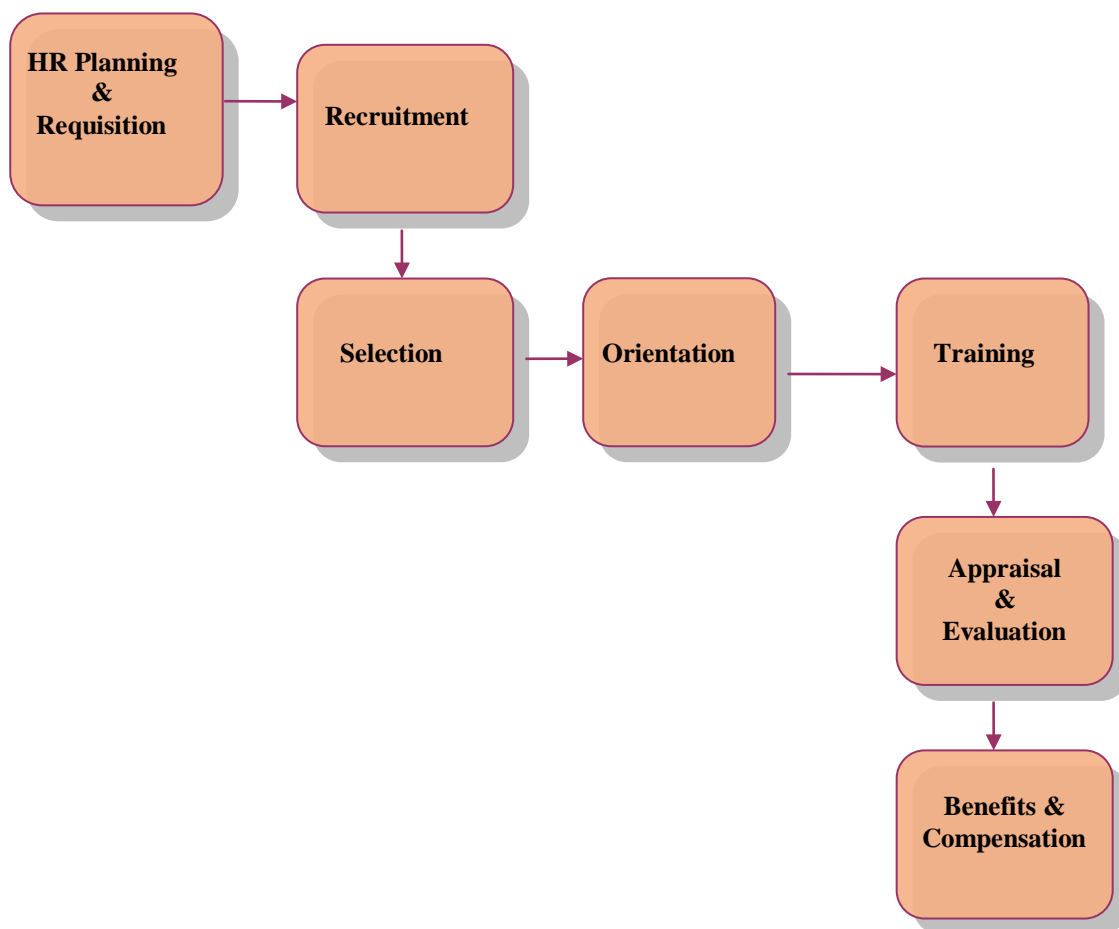 HR Planning
&
Requisition
Recruitment
Selection
Orientation
Training
Appraisal
&
Evaluation
Benefits &
Compensation